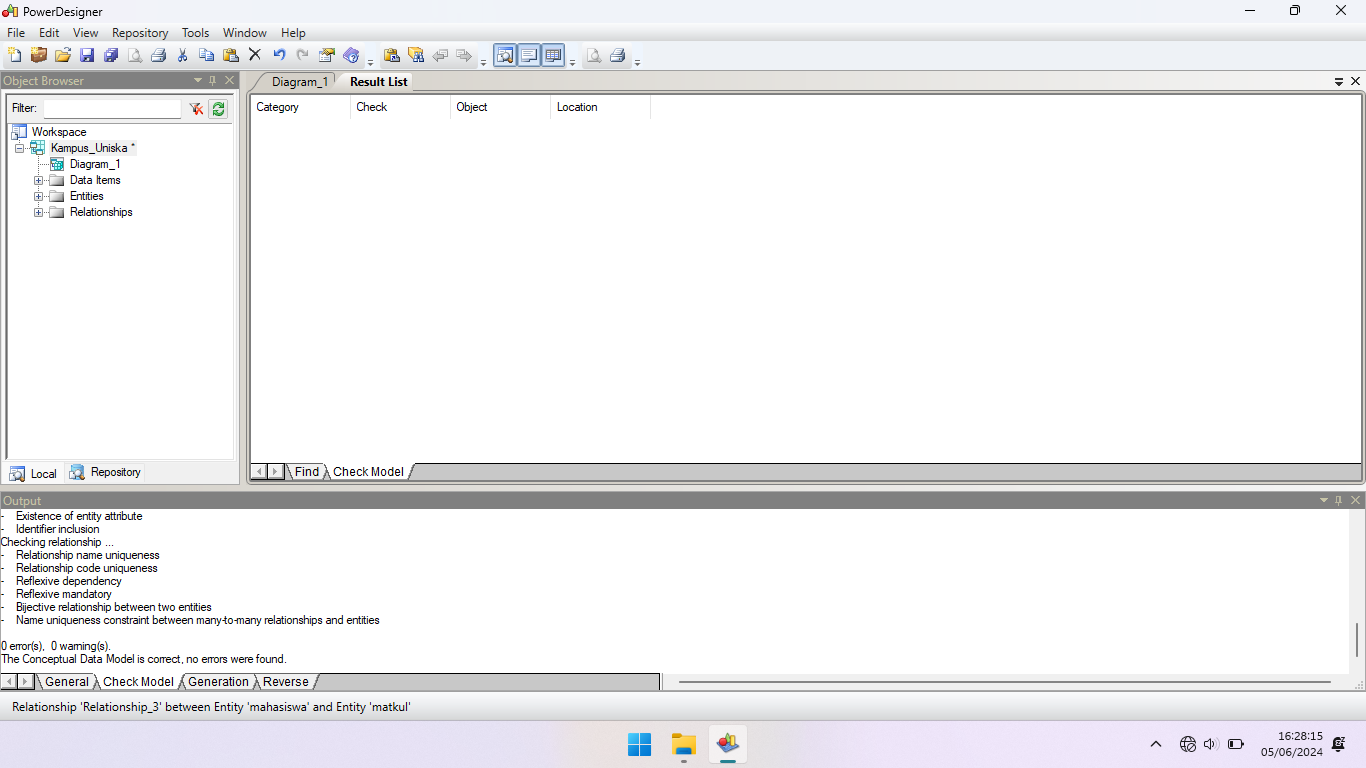 PowerDesigner
File Edit View Repository Tools Window Help
Object Browser
Filter:
Workspace
Kampus_Uniska *
Diagram_1
Data Items
Entities
Relationships
Local Repository
Diagram_1 Result List
Category Check Object Location
Find Check Model
Output
- Existence of entity attribute
- Identifier inclusion
Checking relationship ...
- Relationship name uniqueness
- Relationship code uniqueness
- Reflexive dependency
- Reflexive mandatory
- Bijective relationship between two entities
- Name uniqueness constraint between many-to-many relationships and entities
0 error(s), 0 warning(s).
The Conceptual Data Model is correct, no errors were found.
General Check Model Generation Reverse
Relationship 'Relationship_3' between Entity 'mahasiswa' and Entity 'matkul'
16:28:15
05/06/2024